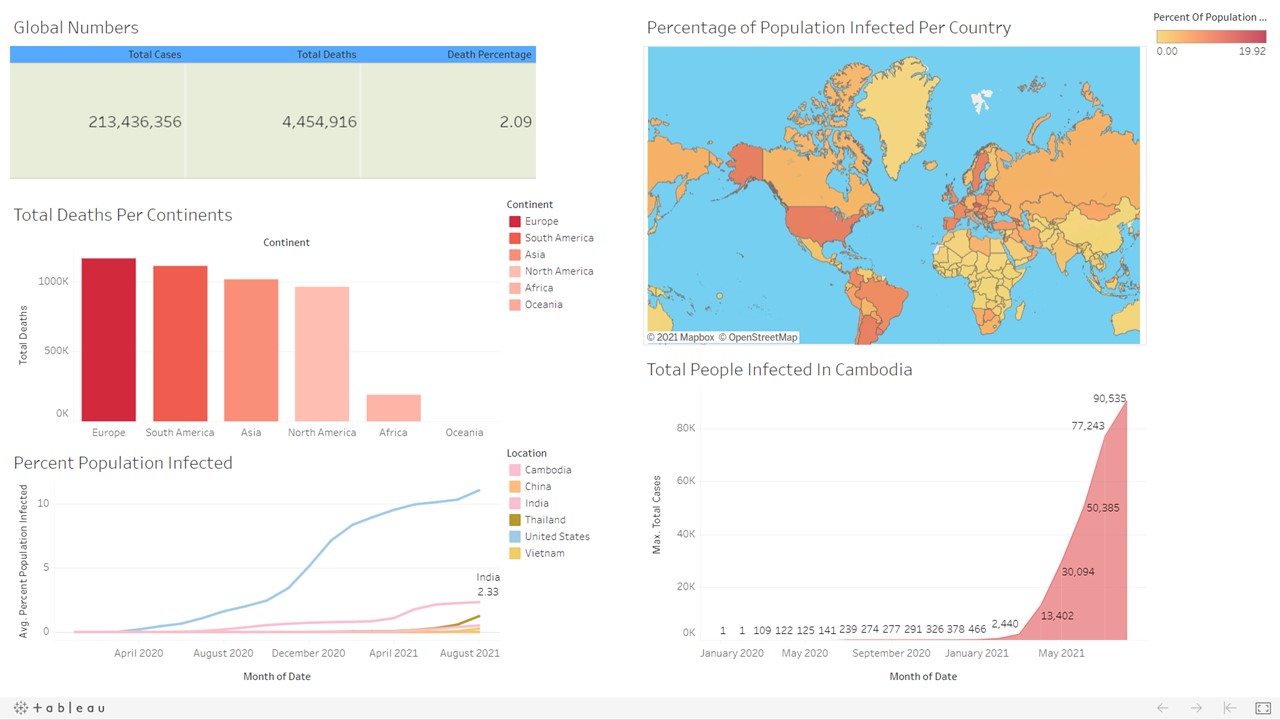 Global Numbers
Total Cases Total Deaths Death Percentage
213,436,356 4,454,916 2.09
Total Deaths Per Continents
Continent
Total Deaths
1000K
500K
0K
Europe South America Asia North America Africa Oceania
Continent
Europe
South America
Asia
North America
Africa
Oceania
Percent Population Infected
Avg. Percent Population Infected
10
5
0
India
2.33
April 2020 August 2020 December 2020 April 2021 August 2021
Month of Date
Location
Cambodia
China
India
Thailand
United States
Vietnam
Percentage of Population Infected Per Country
© 2021 Mapbox © OpenStreetMap
Percent Of Population ...
0.00 19.92
Total People Infected In Cambodia
Max. Total Cases
80K
60K
40K
20K
0K
1 1 109 122 125 141 239 274 277 291 326 378 466 2,440 13,402 30,094 50,385 77,243 90,535
January 2020 May 2020 September 2020 January 2021 May 2021
Month of Date
+ a b | e a u